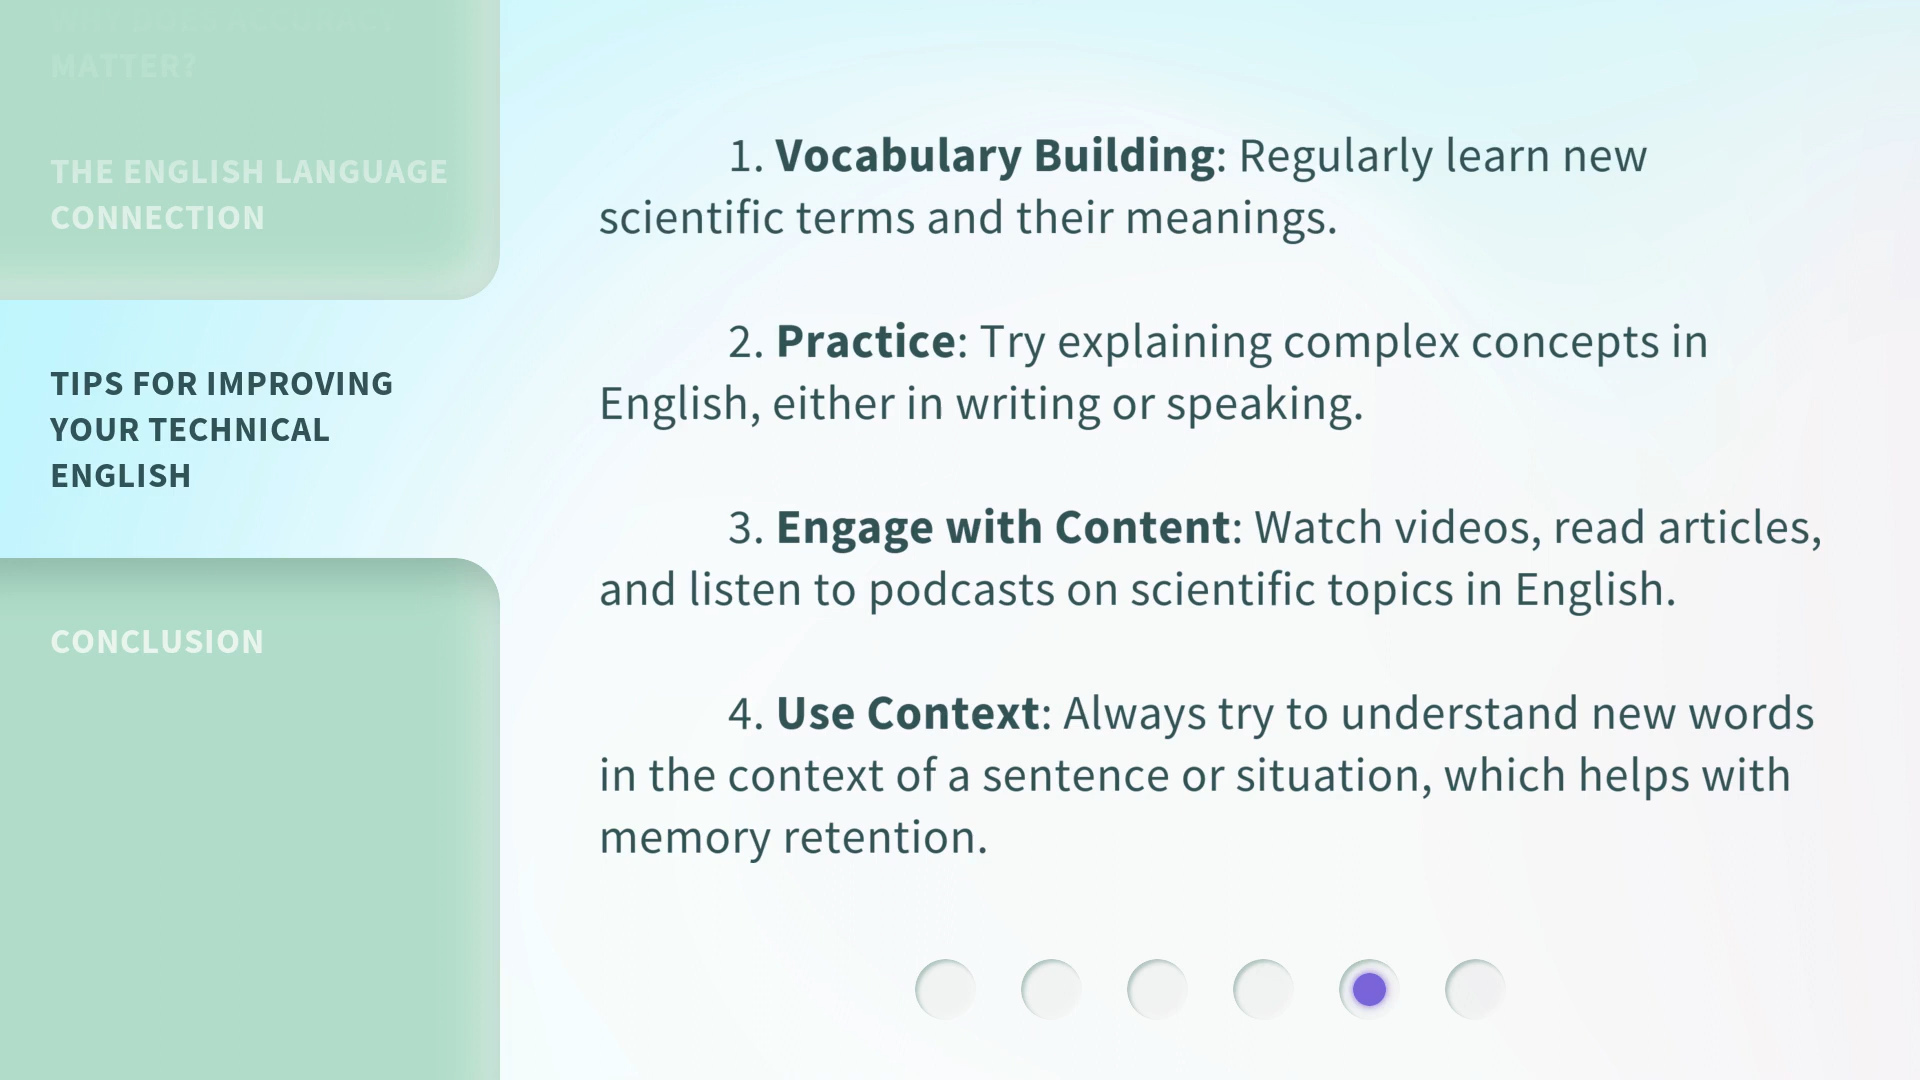 WHY DOES ACCURACY
MATTER?
THE ENGLISH LANGUAGE
CONNECTION
TIPS FOR IMPROVING
YOUR TECHNICAL
ENGLISH
CONCLUSION
1. Vocabulary Building: Regularly learn new
scientific terms and their meanings.
2. Practice: Try explaining complex concepts in
English, either in writing or speaking.
3. Engage with Content: Watch videos, read articles,
and listen to podcasts on scientific topics in English.
4. Use Context: Always try to understand new words
in the context of a sentence or situation, which helps with
memory retention.